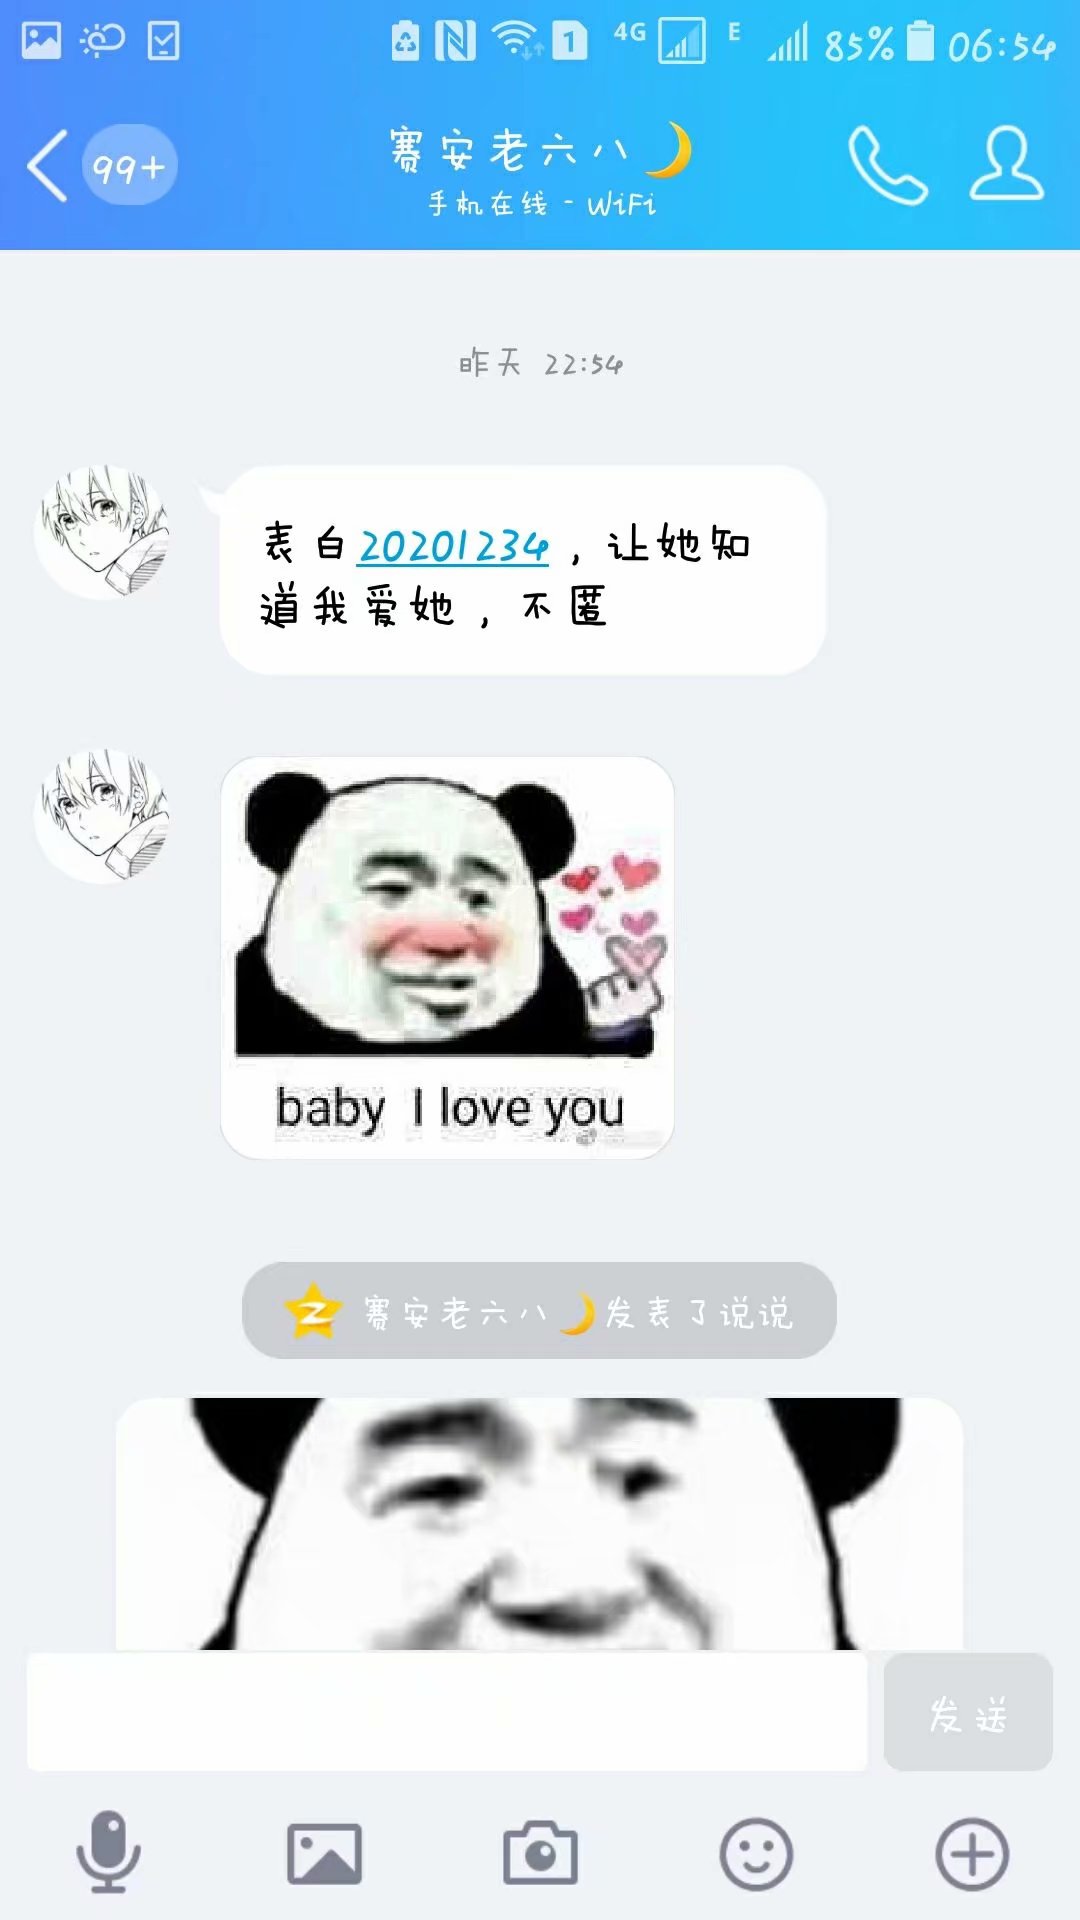 4G E 85% 06:54
99+
赛安老六八🌙
手机在线 - WiFi
昨天 22:54
表白20201234，让她知
道我爱她，不匿
baby I love you
赛安老六八🌙发表了说说
发送